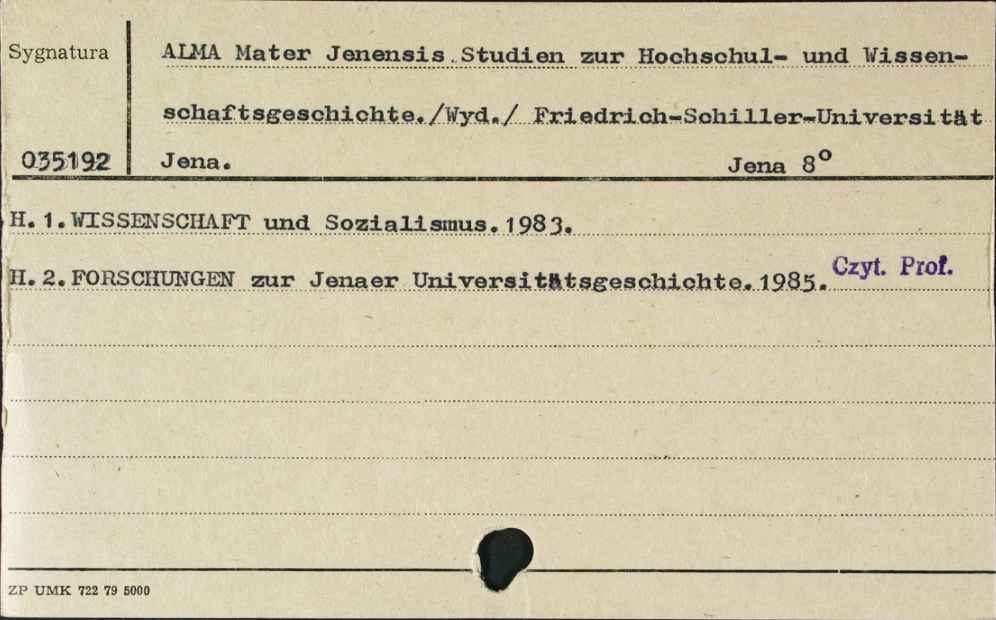 Sygnatura
ALMA Mater Jenensis.Studien zur Hochschul- und Wissen-
schaftsgeschichte./Wyd./ Friedrich-Schiller-Universität
035192 Jena. Jena 8°
H.1.WISSENSCHAFT und Sozialismus.1983.
H.2.FORSCHUNGEN zur Jenaer Universitätsgeschichte.1985. Czyt. Prof.
ZP UMK 722 79 5000